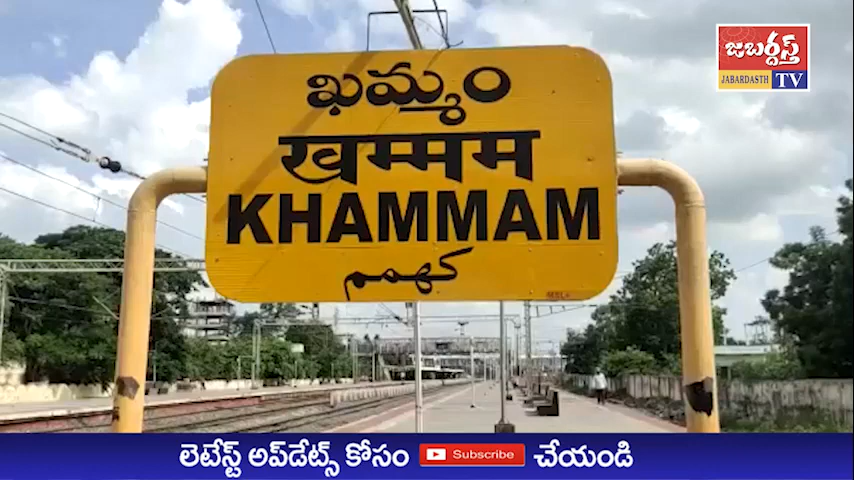 జబర్దస్త్
JABARDASTH TV
ఖమ్మం
खम्मम
KHAMMAM
کھمم
లెటేస్ట్ అప్‌డేట్స్ కోసం Subscribe చేయండి